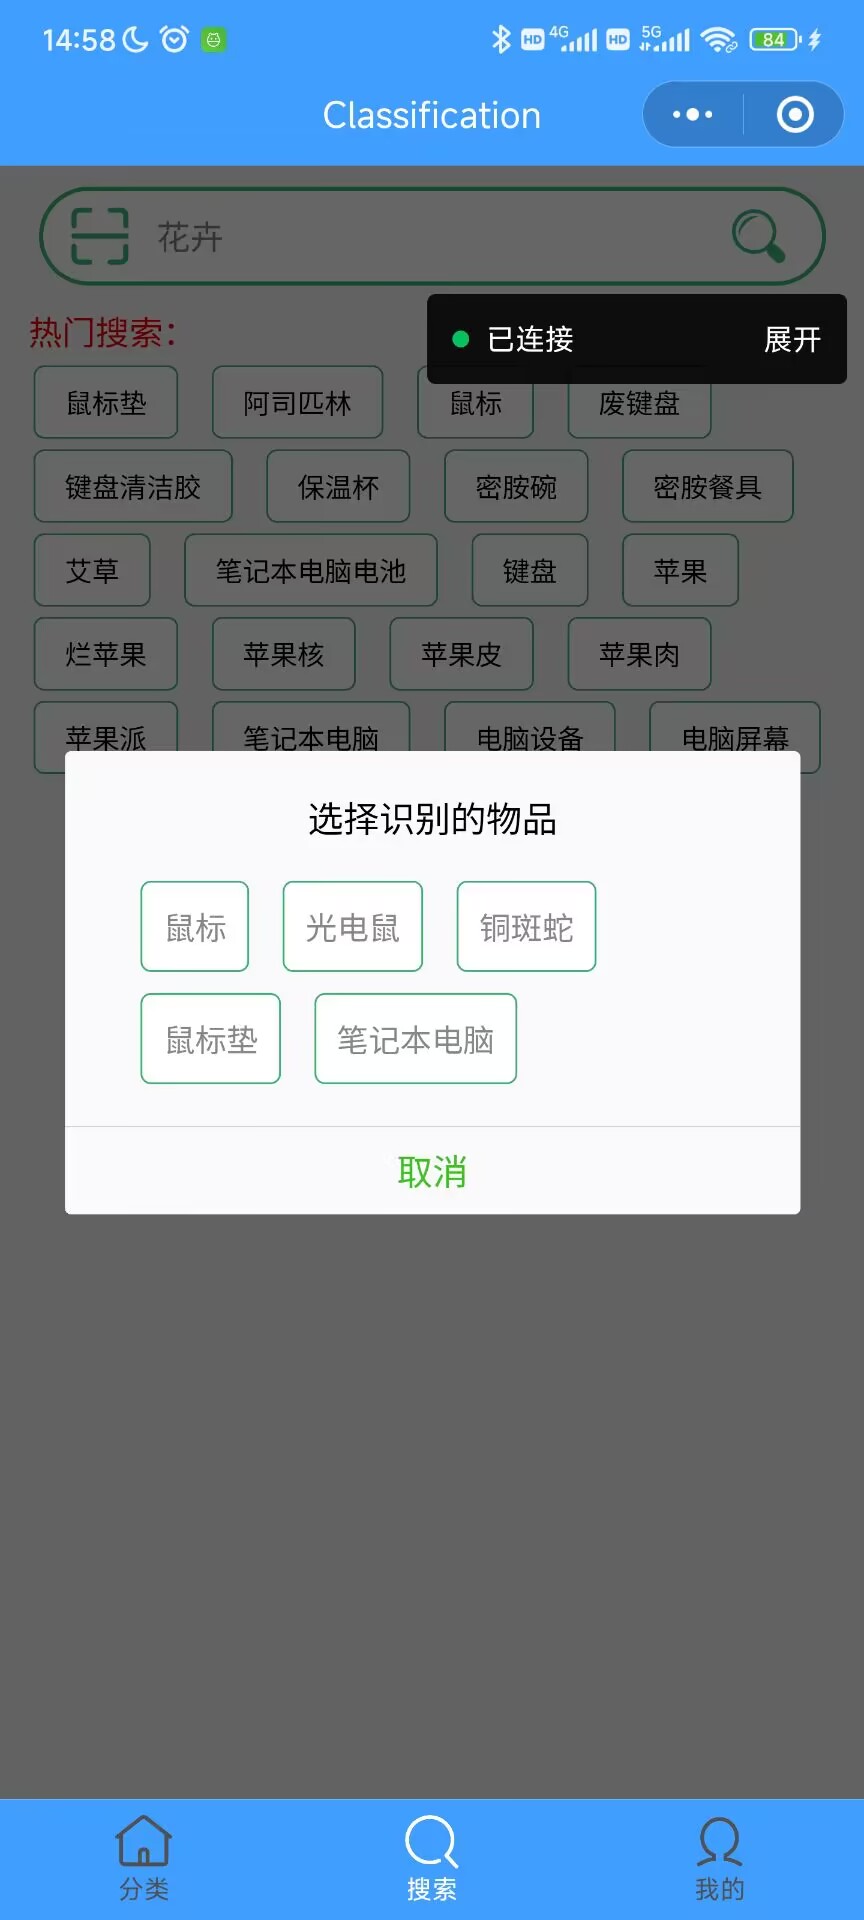 14:58 HD 4G HD 5G 84
Classification
花卉
热门搜索:
已连接 展开
鼠标垫 阿司匹林 鼠标 废键盘
键盘清洁胶 保温杯 密胺碗 密胺餐具
艾草 笔记本电脑电池 键盘 苹果
烂苹果 苹果核 苹果皮 苹果肉
苹果派 笔记本电脑 电脑设备 电脑屏幕
选择识别的物品
鼠标 光电鼠 铜斑蛇
鼠标垫 笔记本电脑
取消
分类 搜索 我的